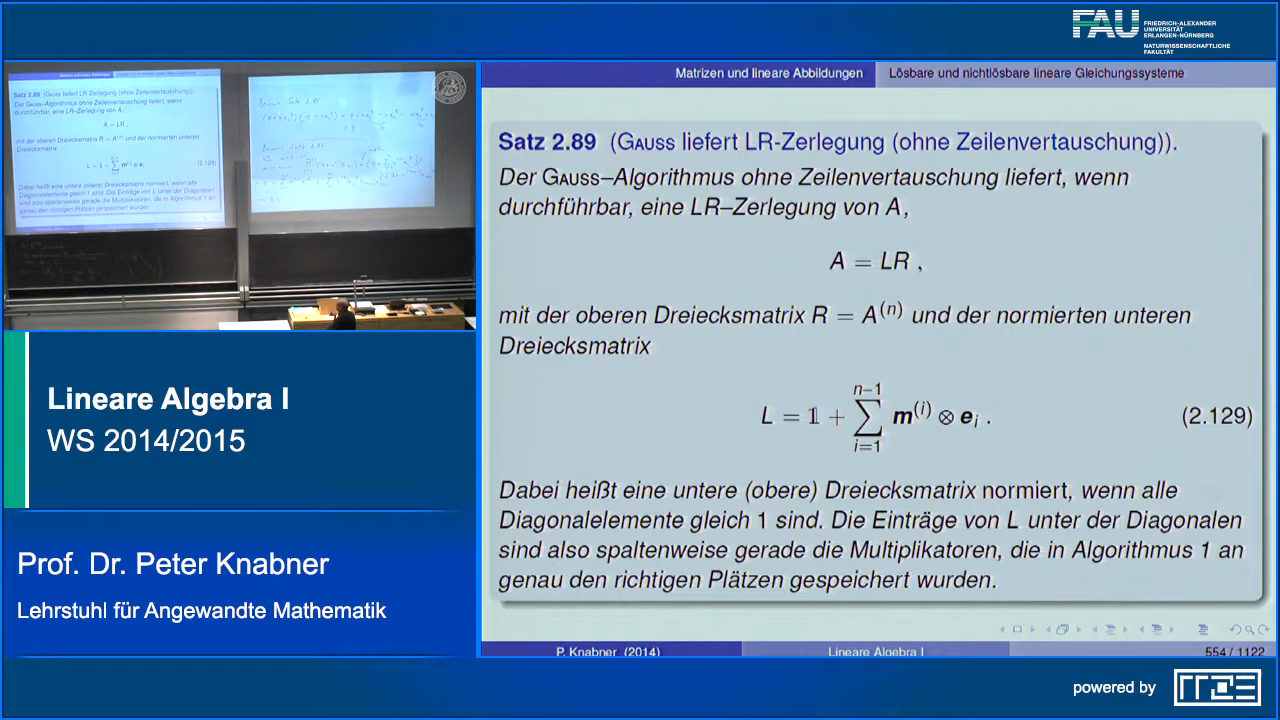 FAU
FRIEDRICH-ALEXANDER
UNIVERSITÄT
ERLANGEN-NÜRNBERG
NATURWISSENSCHAFTLICHE
FAKULTÄT
Matrizen und lineare Abbildungen Lösbare und nichtlösbare lineare Gleichungssysteme
Satz 2.89 (GAUSS liefert LR-Zerlegung (ohne Zeilenvertauschung)).
Der GAUSS–Algorithmus ohne Zeilenvertauschung liefert, wenn
durchführbar, eine LR–Zerlegung von A,
A = LR ,
mit der oberen Dreiecksmatrix R = A^(n) und der normierten unteren
Dreiecksmatrix
L = 𝟙 + ∑_{i=1}^{n−1} m^(i) ⊗ e_i . (2.129)
Dabei heißt eine untere (obere) Dreiecksmatrix normiert, wenn alle
Diagonalelemente gleich 1 sind. Die Einträge von L unter der Diagonalen
sind also spaltenweise gerade die Multiplikatoren, die in Algorithmus 1 an
genau den richtigen Plätzen gespeichert wurden.
P. Knabner (2014) Lineare Algebra I 554 / 1122
Lineare Algebra I
WS 2014/2015
Prof. Dr. Peter Knabner
Lehrstuhl für Angewandte Mathematik
powered by